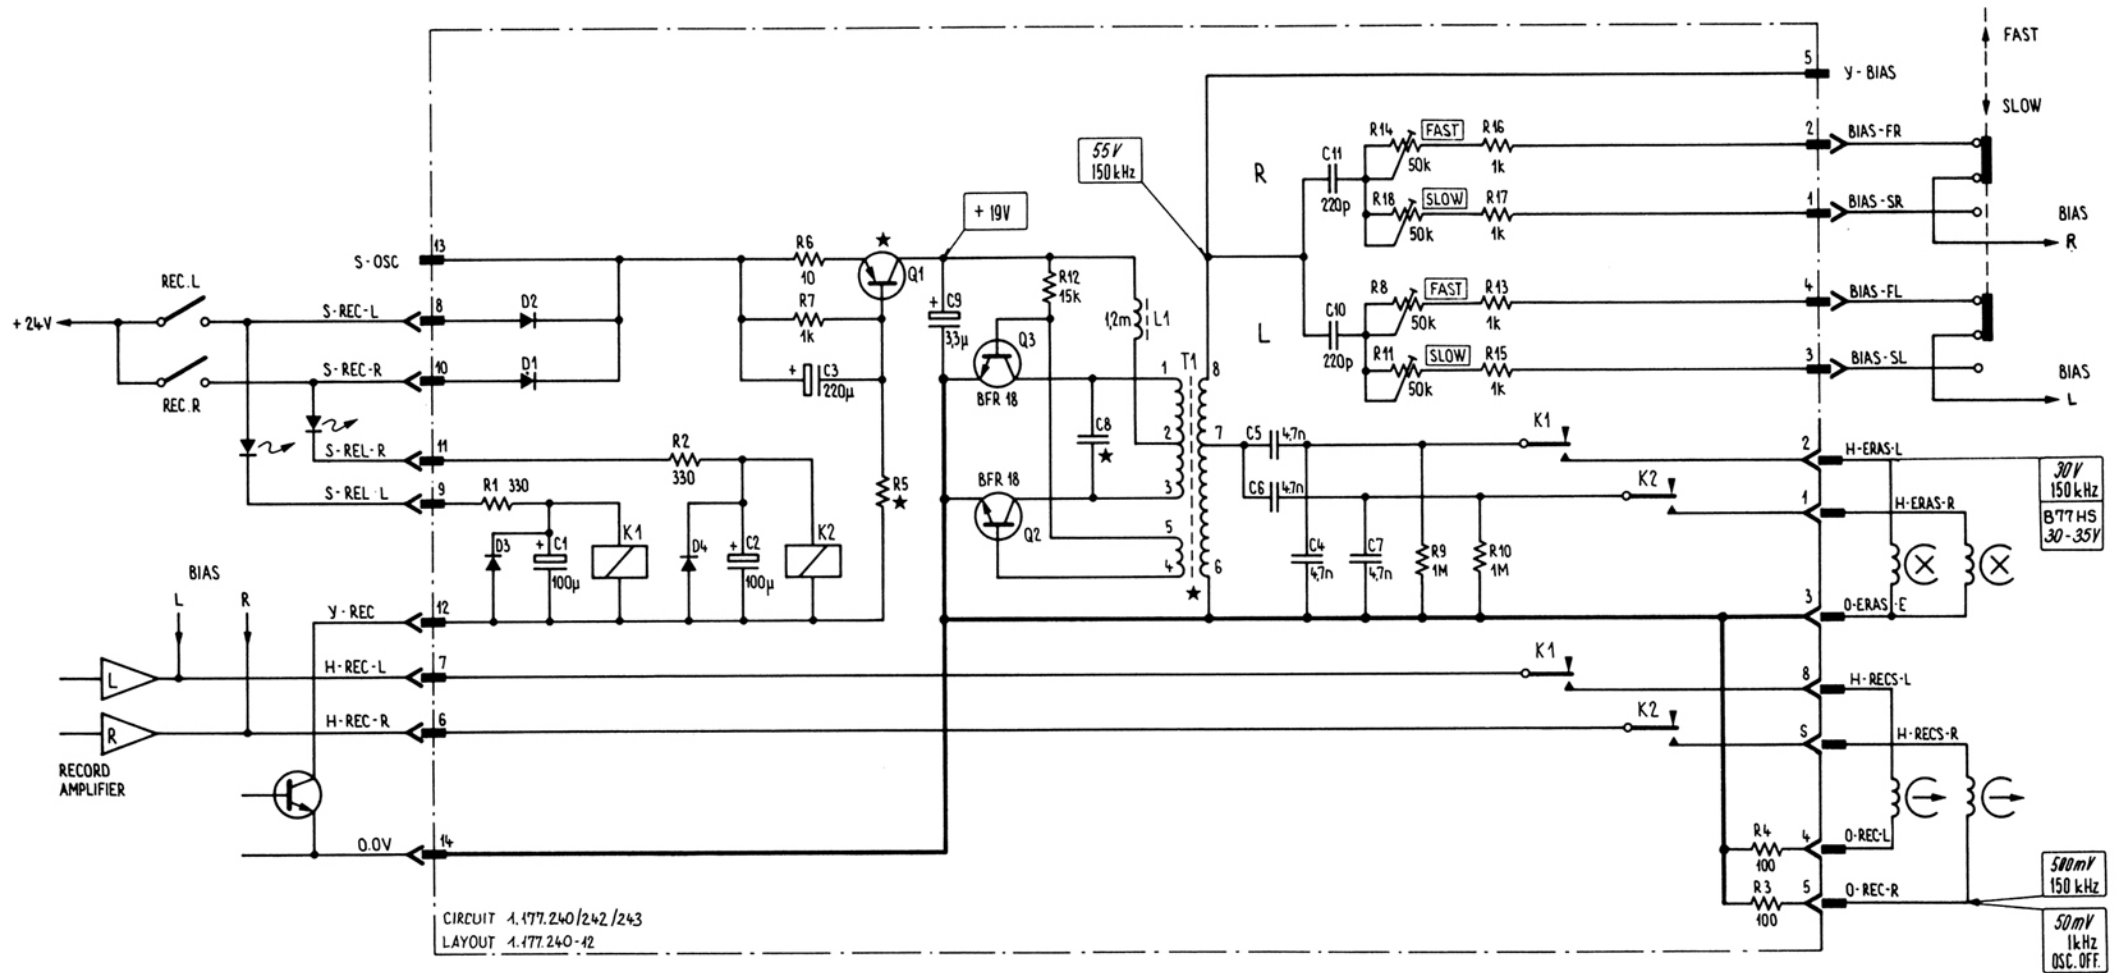 FAST
5
Y-BIAS
SLOW
R14 FAST R16
2
BIAS-FR
55V
150kHz
C11
50k
1k
R
220p
R18 SLOW R17
1
BIAS-SR
+ 19V
50k
1k
BIAS
R
13
S-OSC
R6
10
Q1
REC.L
R12
15k
R8 FAST R13
4
BIAS-FL
S-REC-L
8
D2
R7
1k
+ C9
3,3µ
1,2m L1
C10
50k
1k
+24V
L
220p
Q3
T1
R11 SLOW R15
3
BIAS-SL
S-REC-R
10
D1
+ C3
220µ
1
8
50k
1k
BIAS
L
REC.R
BFR 18
C8
2
7
C5 4,7n
K1
2
H-ERAS-L
S-REL-R
11
R2
330
30V
150kHz
B77HS
30-35V
S-REL L
9
R1 330
R5
BFR 18
3
C6 4,7n
K2
1
H-ERAS-R
Q2
5
D3
+ C1
100µ
K1
D4
+ C2
100µ
K2
4
6
C4
4,7n
C7
4,7n
R9
1M
R10
1M
BIAS
L
R
Y-REC
12
3
O-ERAS-E
H-REC-L
7
K1
L
8
H-RECS-L
H-REC-R
6
K2
R
S
H-RECS-R
RECORD
AMPLIFIER
0.0V
14
R4
100
4
O-REC-L
R3
100
5
O-REC-R
500mV
150 kHz
50mV
1kHz
OSC.OFF.
CIRCUIT 1.177.240/242/243
LAYOUT 1.177.240-12